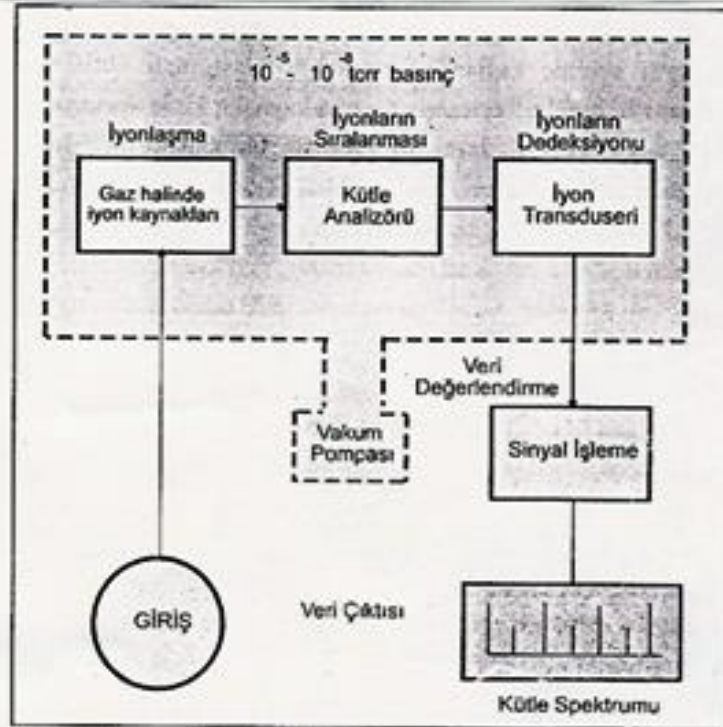 10⁻⁵ - 10⁻⁸ torr basınç
İyonlaşma
İyonların
Sıralanması
İyonların
Dedeksiyonu
Gaz halinde
iyon kaynakları
Kütle
Analizörü
İyon
Transduseri
Veri
Değerlendirme
Vakum
Pompası
Sinyal İşleme
GİRİŞ
Veri Çıktısı
Kütle Spektrumu